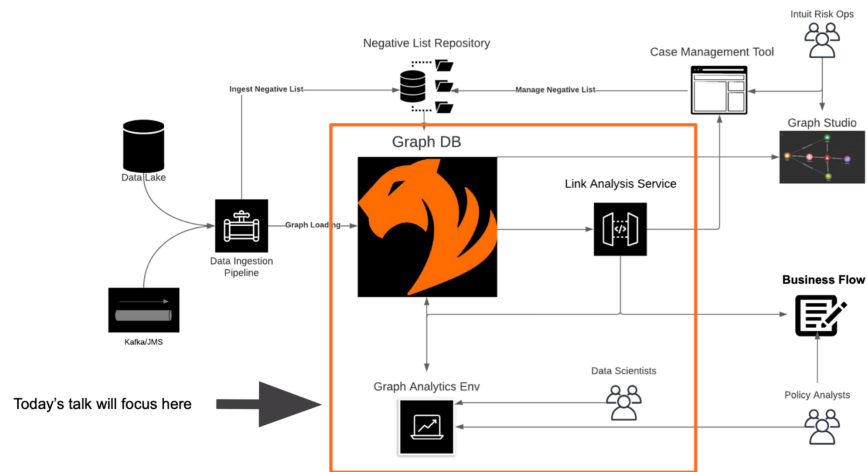 Intuit Risk Ops
Negative List Repository
Case Management Tool
Ingest Negative List
Manage Negative List
Graph Studio
Graph DB
Data Lake
Link Analysis Service
Graph Loading
Data Ingestion
Pipeline
Business Flow
Kafka/JMS
Data Scientists
Graph Analytics Env
Policy Analysts
Today's talk will focus here